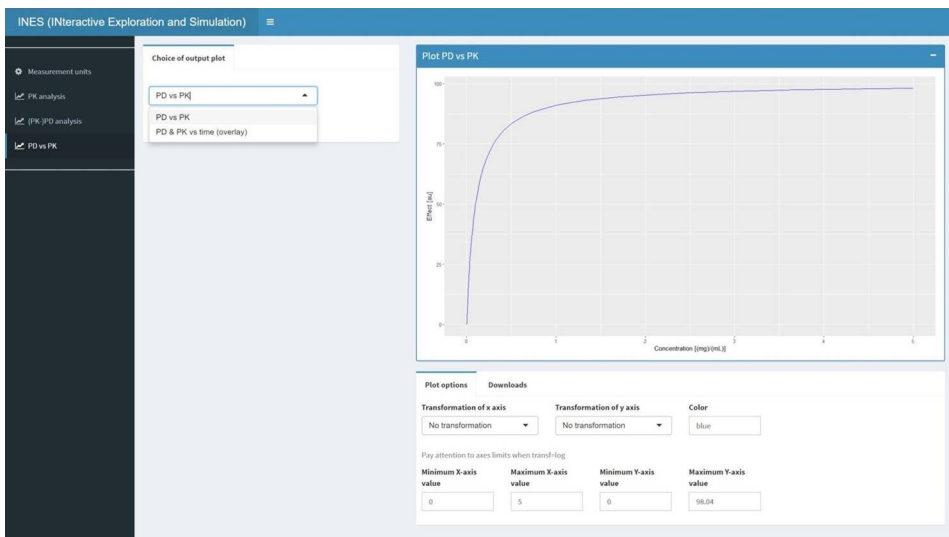 INES (INteractive Exploration and Simulation)
Measurement units
PK analysis
(PK-)PD analysis
PD vs PK
Choice of output plot
PD vs PK
PD vs PK
PD & PK vs time (overlay)
Plot PD vs PK
100
75
50
25
0
Effect [au]
0 1 2 3 4 5
Concentration [(mg)/(mL)]
Plot options Downloads
Transformation of x axis Transformation of y axis Color
No transformation No transformation blue
Pay attention to axes limits when transf=log
Minimum X-axis value Maximum X-axis value Minimum Y-axis value Maximum Y-axis value
0 5 0 98.04